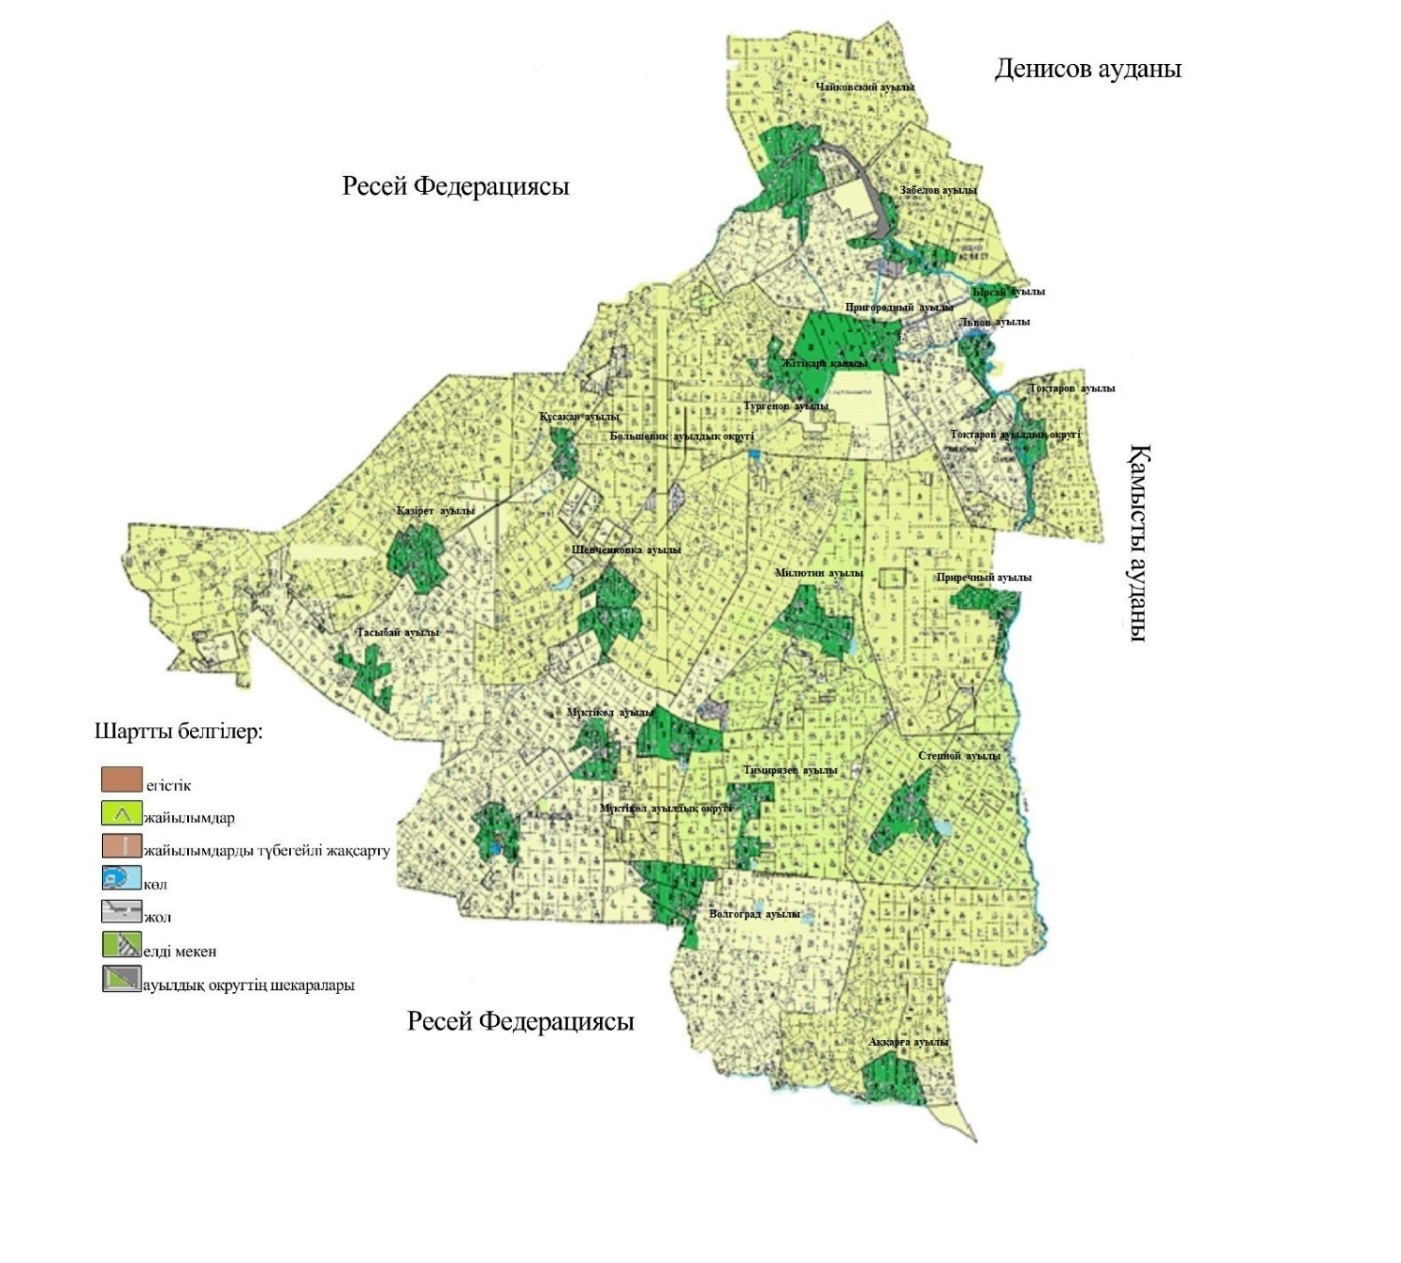 Денисов ауданы
Чайковский ауылы
Ресей Федерациясы
Забелов ауылы
Ырсай ауылы
Пригородный ауылы
Львов ауылы
Жітіқара қаласы
Тоқтаров ауылы
Тургенов ауылы
Құсақан ауылы
Большевик ауылдық округі
Тоқтаров ауылдық округі
Қамысты ауданы
Қазірет ауылы
Шевченковка ауылы
Милютин ауылы
Приречный ауылы
Тасыбай ауылы
Мүктікөл ауылы
Степной ауылы
Тимирязев ауылы
Мүктікөл ауылдық округі
Волгоград ауылы
Аққарға ауылы
Ресей Федерациясы
Шартты белгілер:
егістік
жайылымдар
жайылымдарды түбегейлі жақсарту
көл
жол
елді мекен
ауылдық округтің шекаралары